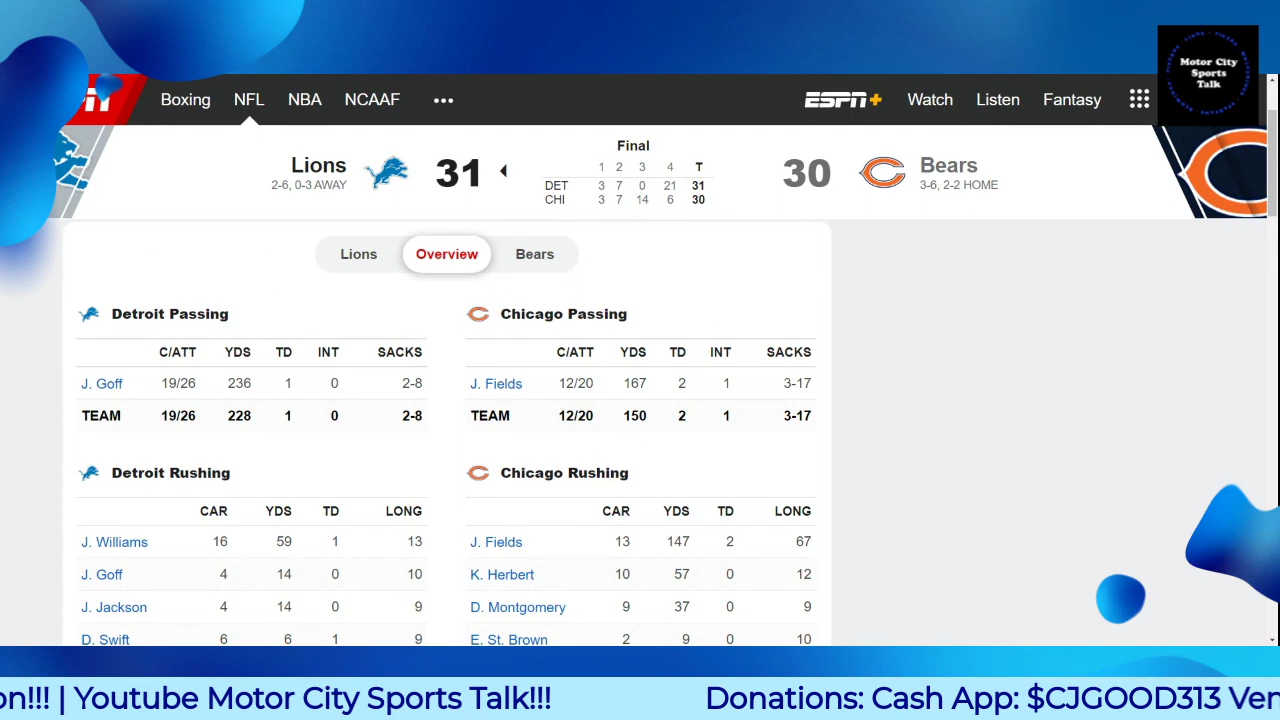 Motor City
Sports
Talk
Boxing NFL NBA NCAAF ••• ESPN+ Watch Listen Fantasy
Final
Lions 31 30 Bears
2-6, 0-3 AWAY 3-6, 2-2 HOME
1 2 3 4 T
DET 3 7 0 21 31
CHI 3 7 14 6 30
Lions Overview Bears
Detroit Passing
C/ATT YDS TD INT SACKS
J. Goff 19/26 236 1 0 2-8
TEAM 19/26 228 1 0 2-8
Chicago Passing
C/ATT YDS TD INT SACKS
J. Fields 12/20 167 2 1 3-17
TEAM 12/20 150 2 1 3-17
Detroit Rushing
CAR YDS TD LONG
J. Williams 16 59 1 13
J. Goff 4 14 0 10
J. Jackson 4 14 0 9
D. Swift 6 6 1 9
Chicago Rushing
CAR YDS TD LONG
J. Fields 13 147 2 67
K. Herbert 10 57 0 12
D. Montgomery 9 37 0 9
E. St. Brown 2 9 0 10
on!!! | Youtube Motor City Sports Talk!!! Donations: Cash App: $CJGOOD313 Ven